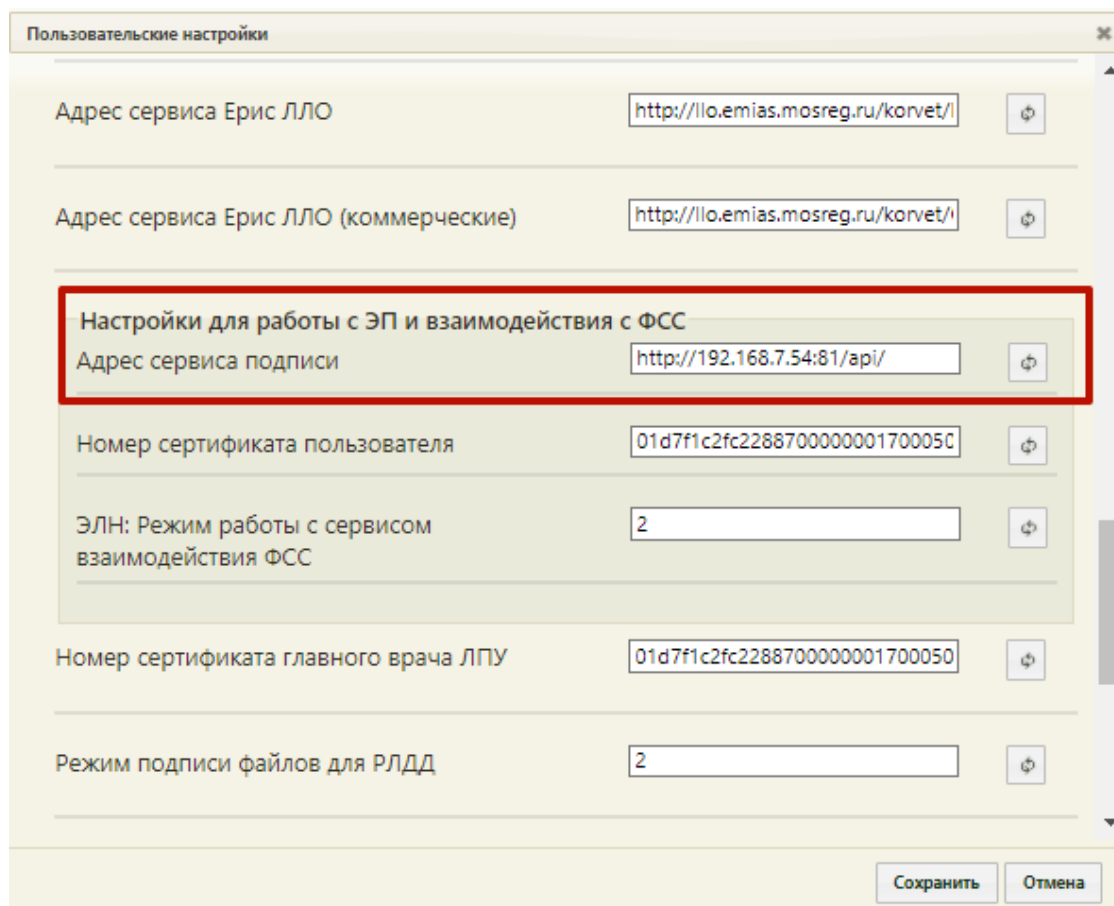 Пользовательские настройки
Адрес сервиса Ерис ЛЛО
http://llo.emias.mosreg.ru/korvet/
Адрес сервиса Ерис ЛЛО (коммерческие)
http://llo.emias.mosreg.ru/korvet/
Настройки для работы с ЭП и взаимодействия с ФСС
Адрес сервиса подписи
http://192.168.7.54:81/api/
Номер сертификата пользователя
01d7f1c2fc2288700000001700050
ЭЛН: Режим работы с сервисом
взаимодействия ФСС
2
Номер сертификата главного врача ЛПУ
01d7f1c2fc2288700000001700050
Режим подписи файлов для РЛДД
2
Сохранить
Отмена